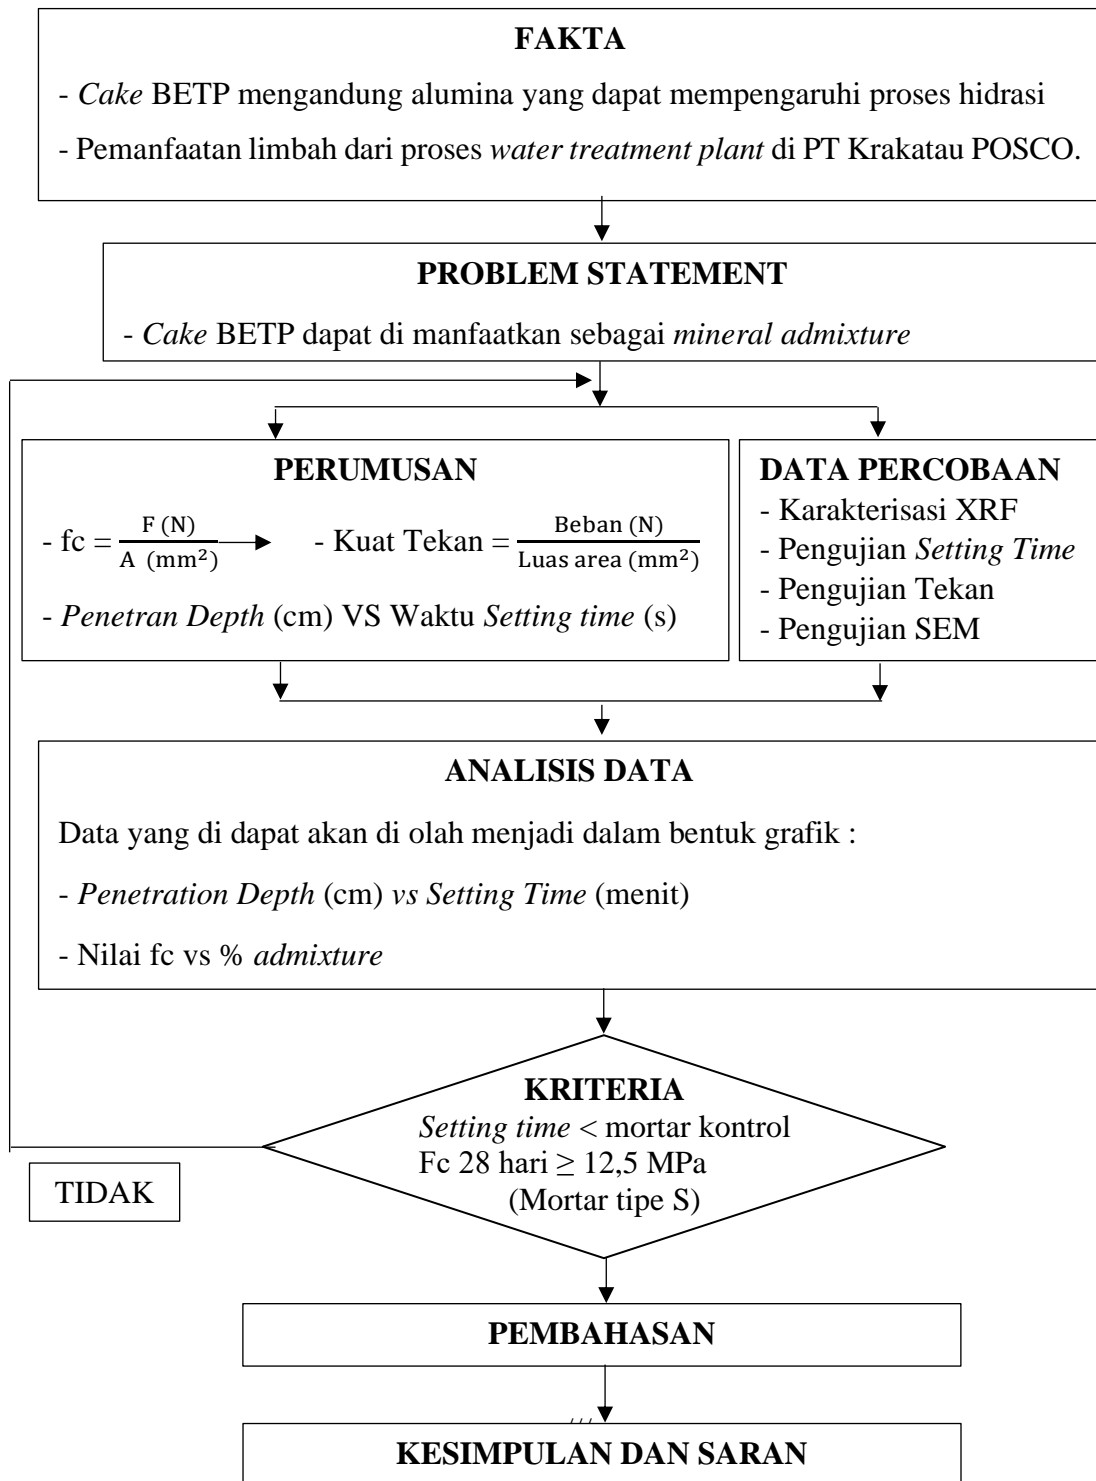 FAKTA
- Cake BETP mengandung alumina yang dapat mempengaruhi proses hidrasi
- Pemanfaatan limbah dari proses water treatment plant di PT Krakatau POSCO.
PROBLEM STATEMENT
- Cake BETP dapat di manfaatkan sebagai mineral admixture
PERUMUSAN
- fc = F (N) / A (mm²) - Kuat Tekan = Beban (N) / Luas area (mm²)
- Penetran Depth (cm) VS Waktu Setting time (s)
DATA PERCOBAAN
- Karakterisasi XRF
- Pengujian Setting Time
- Pengujian Tekan
- Pengujian SEM
ANALISIS DATA
Data yang di dapat akan di olah menjadi dalam bentuk grafik :
- Penetration Depth (cm) vs Setting Time (menit)
- Nilai fc vs % admixture
KRITERIA
Setting time < mortar kontrol
Fc 28 hari ≥ 12,5 MPa
(Mortar tipe S)
TIDAK
PEMBAHASAN
KESIMPULAN DAN SARAN